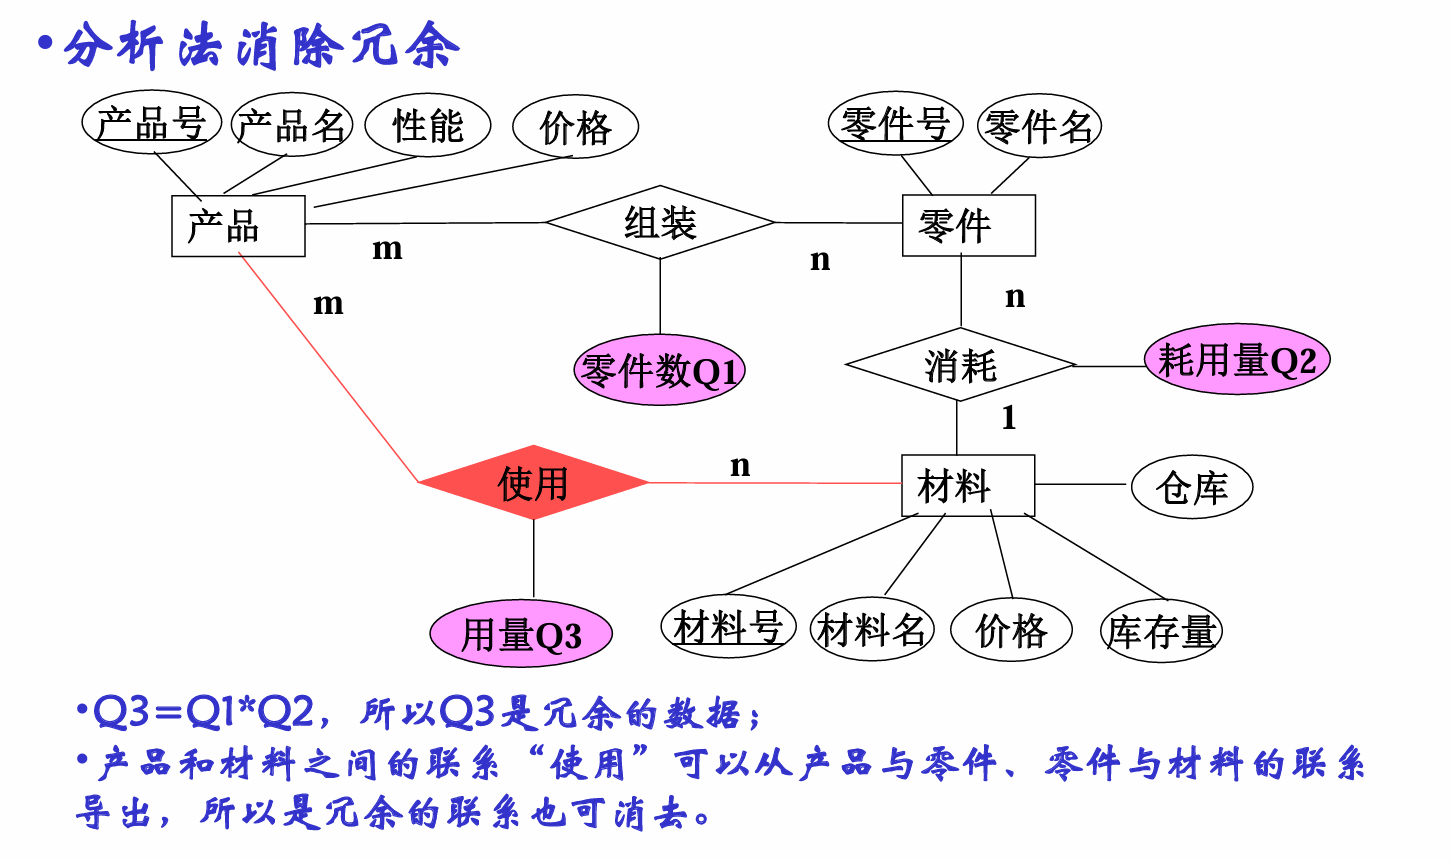 •分析法消除冗余
产品号 产品名 性能 价格 零件号 零件名
产品 组装 零件
m n
m n
零件数Q1 消耗 耗用量Q2
1
使用 n 材料 仓库
用量Q3 材料号 材料名 价格 库存量
•Q3=Q1*Q2，所以Q3是冗余的数据；
•产品和材料之间的联系“使用”可以从产品与零件、零件与材料的联系
导出，所以是冗余的联系也可消去。